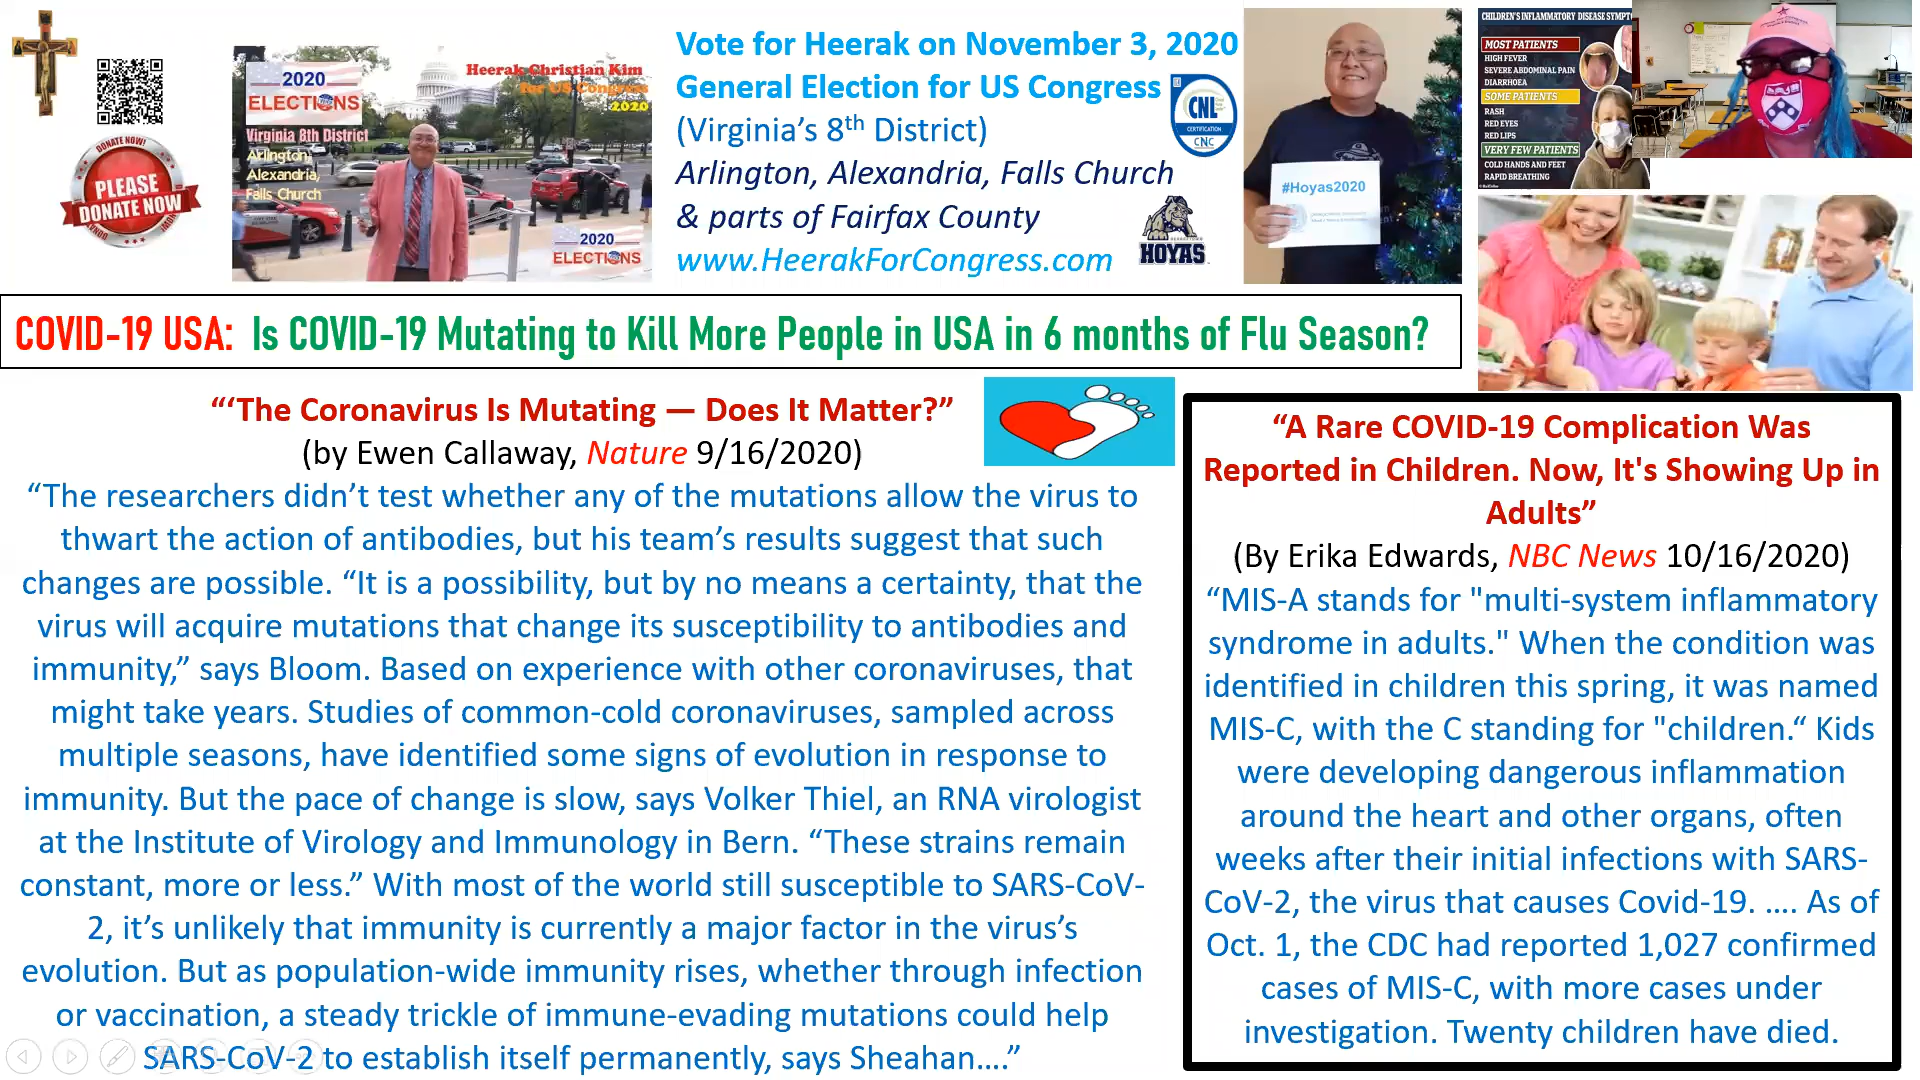 DONATE NOW!
PLEASE
DONATE NOW
2020
ELECTIONS
Virginia 8th District
Arlington,
Alexandria,
Falls Church
Heerak Christian Kim
for US Congress
2020
2020
ELECTIONS
Vote for Heerak on November 3, 2020
General Election for US Congress
(Virginia’s 8th District)
Arlington, Alexandria, Falls Church
& parts of Fairfax County
www.HeerakForCongress.com
CNL
CERTIFICATION
CNC
HOYAS
#Hoyas2020
CHILDREN'S INFLAMMATORY DISEASE SYMPT
MOST PATIENTS
HIGH FEVER
SEVERE ABDOMINAL PAIN
DIARRHOEA
SOME PATIENTS
RASH
RED EYES
RED LIPS
VERY FEW PATIENTS
COLD HANDS AND FEET
RAPID BREATHING
COVID-19 USA: Is COVID-19 Mutating to Kill More People in USA in 6 months of Flu Season?
“‘The Coronavirus Is Mutating — Does It Matter?”
(by Ewen Callaway, Nature 9/16/2020)
“The researchers didn’t test whether any of the mutations allow the virus to
thwart the action of antibodies, but his team’s results suggest that such
changes are possible. “It is a possibility, but by no means a certainty, that the
virus will acquire mutations that change its susceptibility to antibodies and
immunity,” says Bloom. Based on experience with other coronaviruses, that
might take years. Studies of common-cold coronaviruses, sampled across
multiple seasons, have identified some signs of evolution in response to
immunity. But the pace of change is slow, says Volker Thiel, an RNA virologist
at the Institute of Virology and Immunology in Bern. “These strains remain
constant, more or less.” With most of the world still susceptible to SARS-CoV-
2, it’s unlikely that immunity is currently a major factor in the virus’s
evolution. But as population-wide immunity rises, whether through infection
or vaccination, a steady trickle of immune-evading mutations could help
SARS-CoV-2 to establish itself permanently, says Sheahan….”
“A Rare COVID-19 Complication Was
Reported in Children. Now, It's Showing Up in
Adults”
(By Erika Edwards, NBC News 10/16/2020)
“MIS-A stands for "multi-system inflammatory
syndrome in adults." When the condition was
identified in children this spring, it was named
MIS-C, with the C standing for "children.“ Kids
were developing dangerous inflammation
around the heart and other organs, often
weeks after their initial infections with SARS-
CoV-2, the virus that causes Covid-19. …. As of
Oct. 1, the CDC had reported 1,027 confirmed
cases of MIS-C, with more cases under
investigation. Twenty children have died.